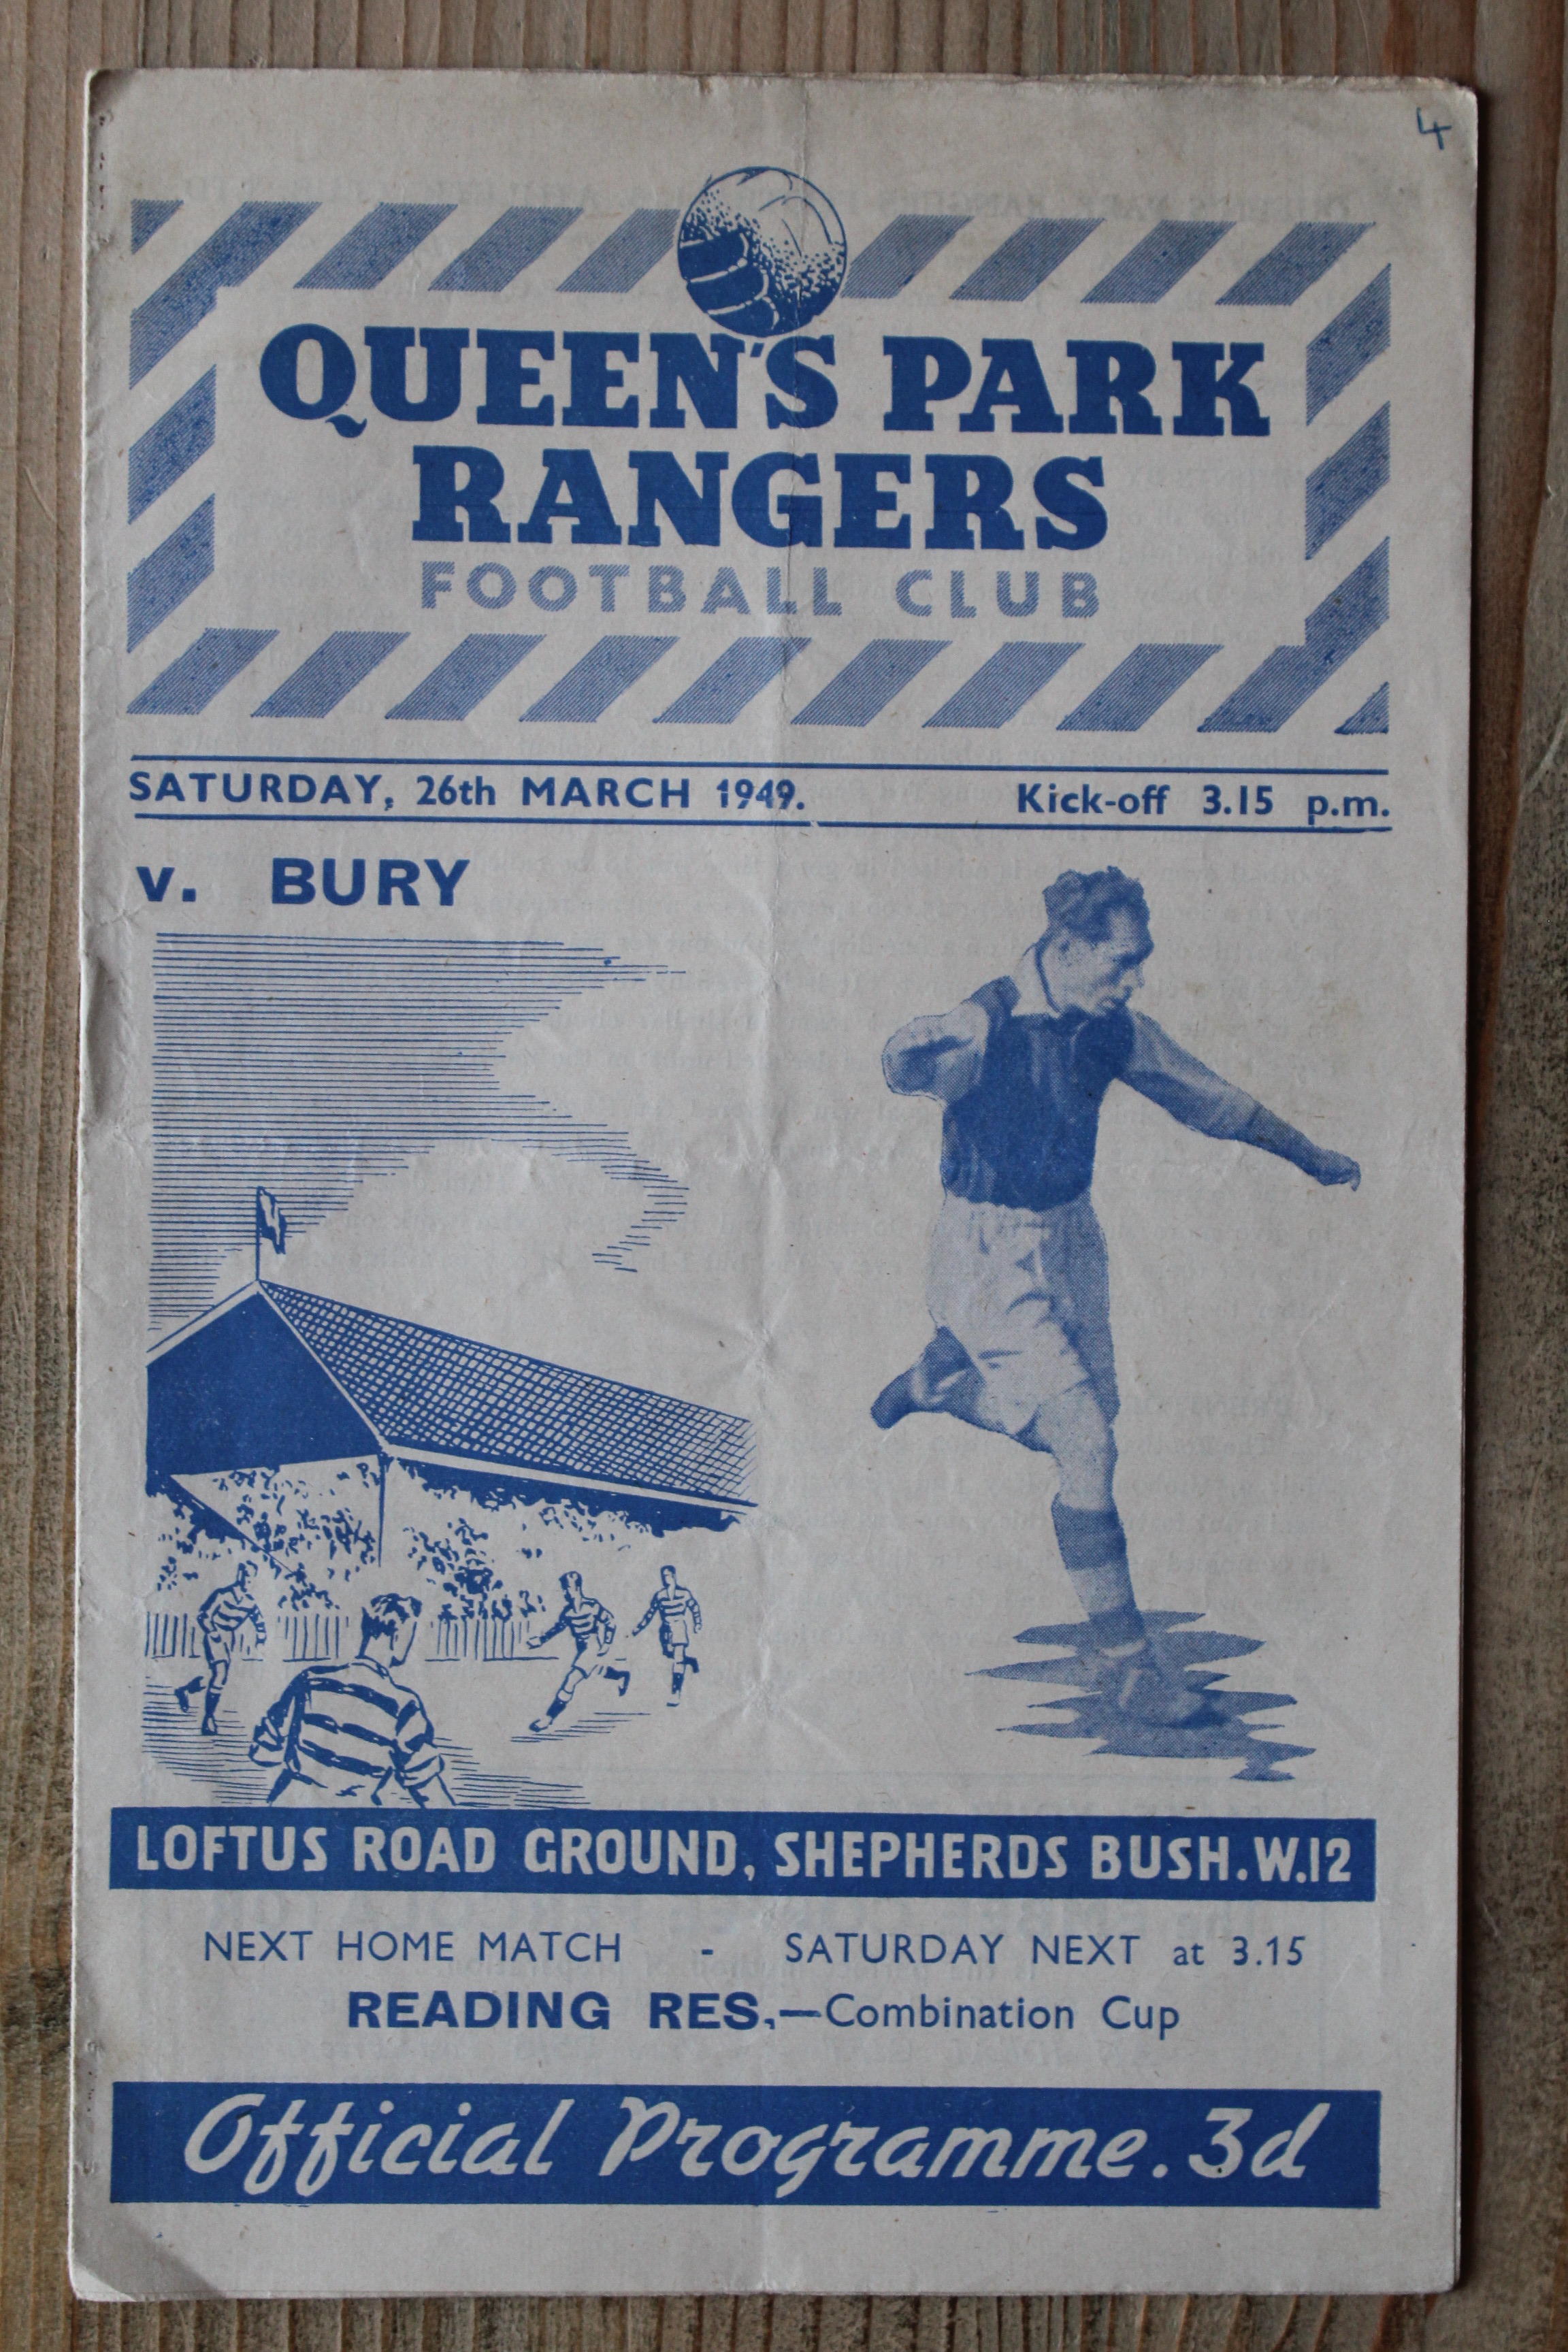 4
QUEEN'S PARK
RANGERS
FOOTBALL CLUB
SATURDAY, 26th MARCH 1949. Kick-off 3.15 p.m.
v. BURY
LOFTUS ROAD GROUND, SHEPHERDS BUSH.W.12
NEXT HOME MATCH - SATURDAY NEXT at 3.15
READING RES,—Combination Cup
Official Programme. 3d